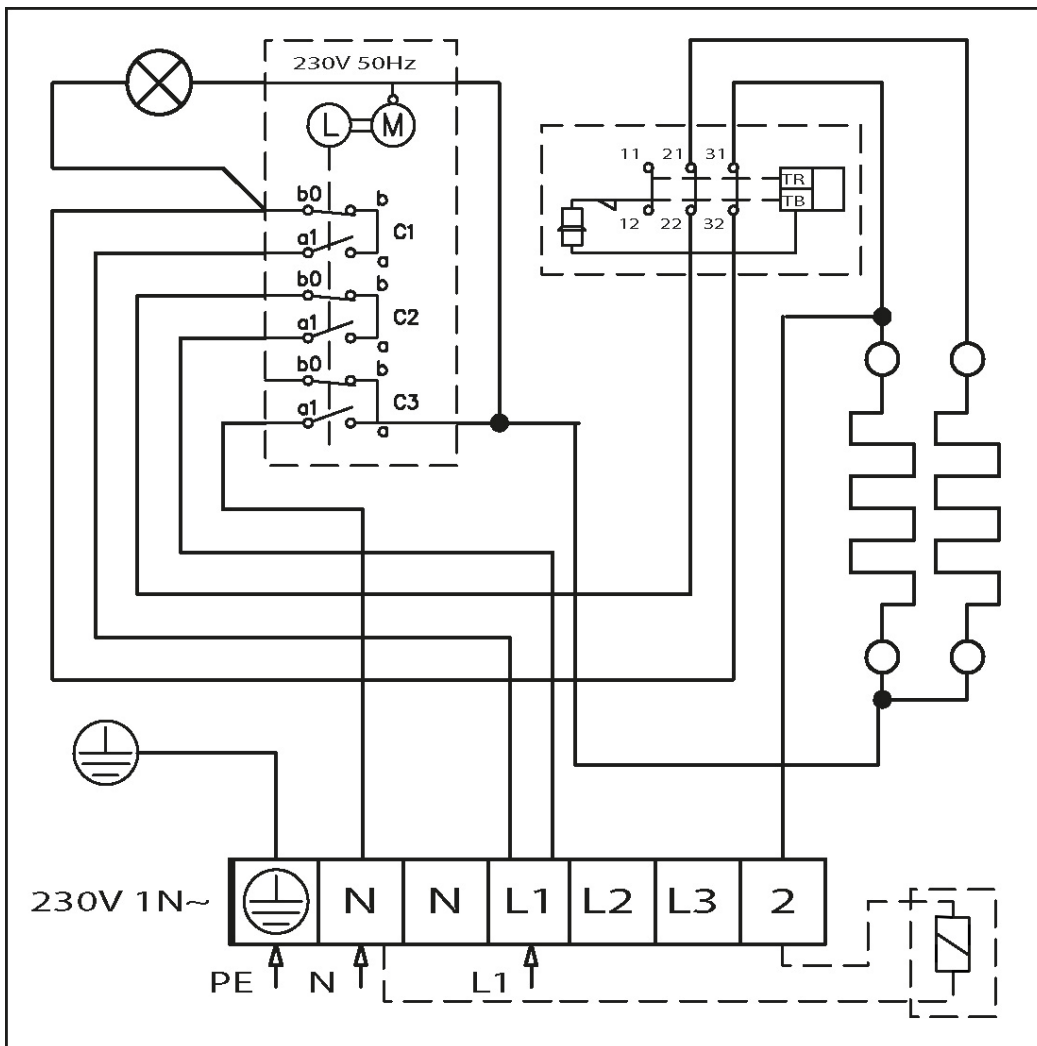 230V 50Hz
L M
b0 b
C1
a1 a
b0 b
C2
a1 a
b0 b
C3
a1 a
11 21 31
TR
TB
12 22 32
230V 1N~ N N L1 L2 L3 2
PE N L1